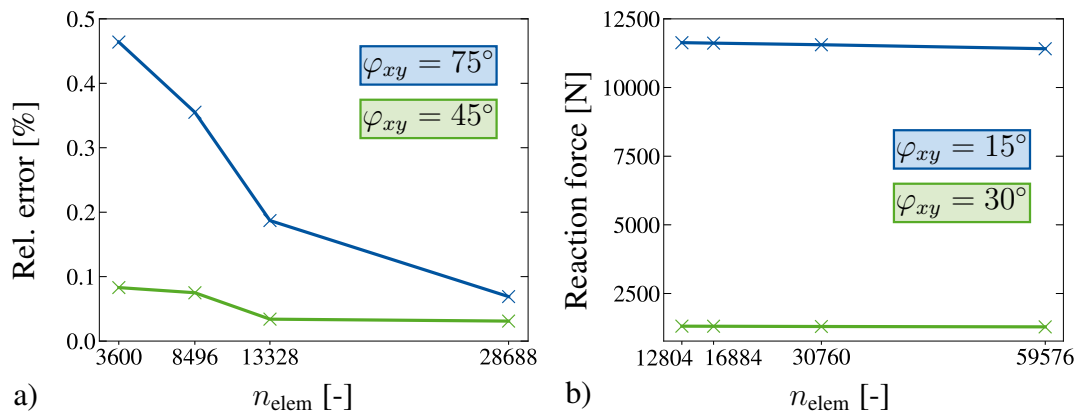 0.5
0.4
0.3
0.2
0.1
0.0
Rel. error [%]
φxy = 75°
φxy = 45°
3600 8496 13328 28688
nelem [-]
a)
12500
10000
7500
5000
2500
Reaction force [N]
φxy = 15°
φxy = 30°
12804 16884 30760 59576
nelem [-]
b)